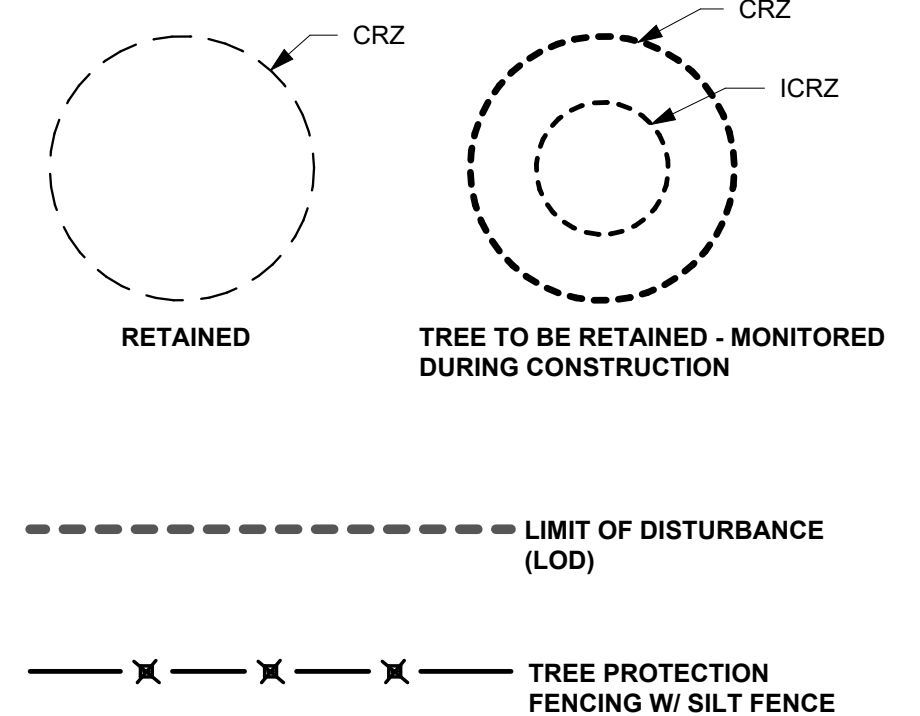 CRZ
CRZ
ICRZ
RETAINED
TREE TO BE RETAINED - MONITORED
DURING CONSTRUCTION
LIMIT OF DISTURBANCE
(LOD)
TREE PROTECTION
FENCING W/ SILT FENCE